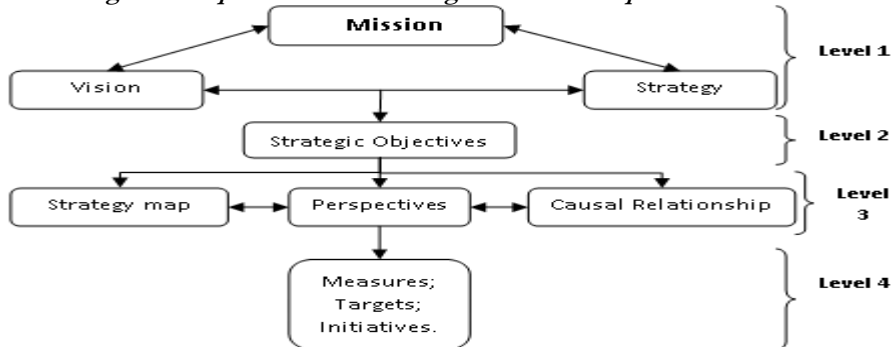 Mission
Level 1
Vision
Strategy
Level 2
Strategic Objectives
Strategy map
Perspectives
Causal Relationship
Level
3
Measures;
Targets;
Initiatives.
Level 4